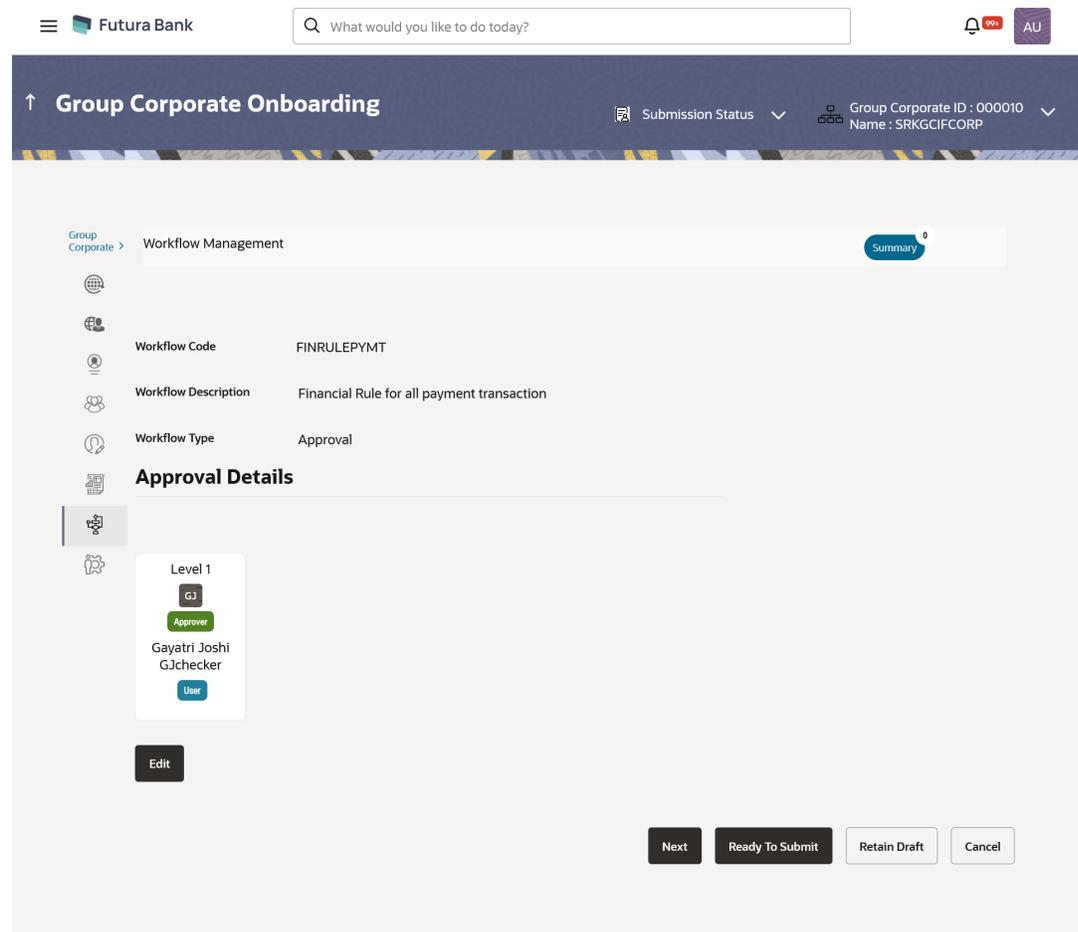 Futura Bank
What would you like to do today?
99+
AU
Group Corporate Onboarding
Submission Status
Group Corporate ID : 000010
Name : SRKGCIFCORP
Group
Corporate
Workflow Management
Summary
0
Workflow Code FINRULEPYMT
Workflow Description Financial Rule for all payment transaction
Workflow Type Approval
Approval Details
Level 1
GJ
Approver
Gayatri Joshi
GJchecker
User
Edit
Next Ready To Submit Retain Draft Cancel